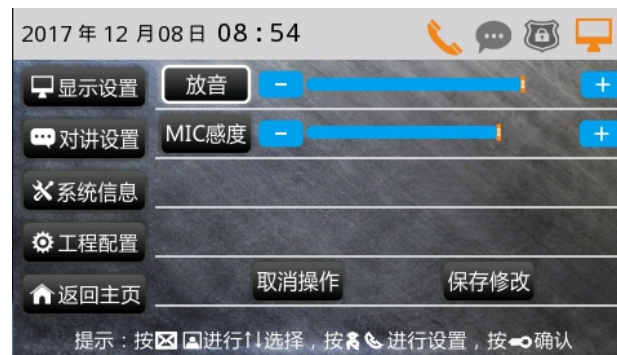 2017 年 12 月 08 日 08 : 54
显示设置 放音 - +
对讲设置 MIC感度 - +
系统信息
工程配置
取消操作 保存修改
返回主页
提示：按进行↑↓选择，按进行设置，按确认